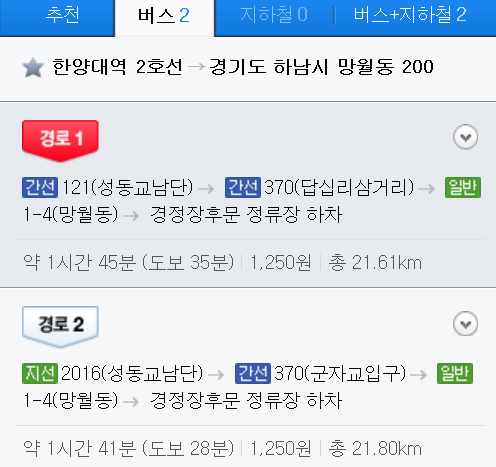 추천 버스 2 지하철 0 버스+지하철 2
한양대역 2호선→경기도 하남시 망월동 200
경로 1
간선 121(성동교남단)→ 간선 370(답십리삼거리)→ 일반
1-4(망월동)→ 경정장후문 정류장 하차
약 1시간 45분 (도보 35분) | 1,250원 | 총 21.61km
경로 2
지선 2016(성동교남단)→ 간선 370(군자교입구)→ 일반
1-4(망월동)→ 경정장후문 정류장 하차
약 1시간 41분 (도보 28분) | 1,250원 | 총 21.80km